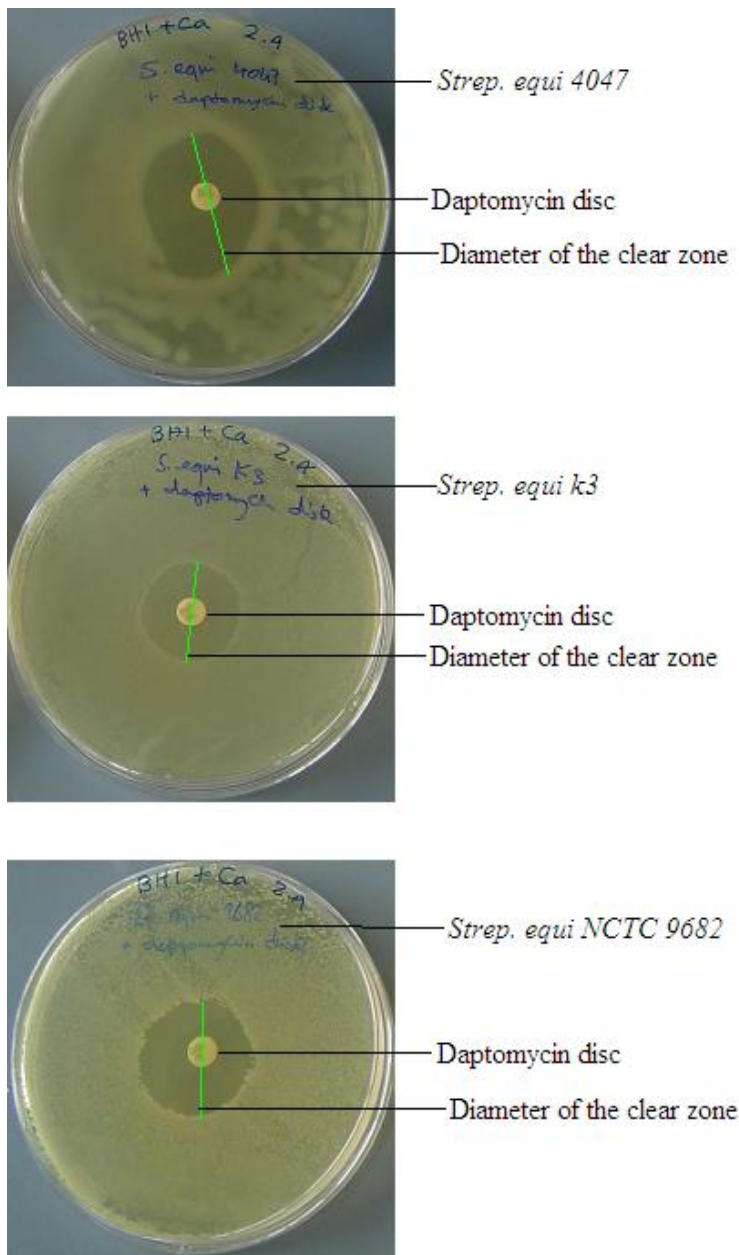 BHI + Ca 2.4
S. equi 4047
+ daptomycin disk
Strep. equi 4047
Daptomycin disc
Diameter of the clear zone
BHI + Ca 2.4
S. equi K3
+ daptomycin disk
Strep. equi k3
Daptomycin disc
Diameter of the clear zone
BHI + Ca 2.4
equi 9682
+ daptomycin disk
Strep. equi NCTC 9682
Daptomycin disc
Diameter of the clear zone